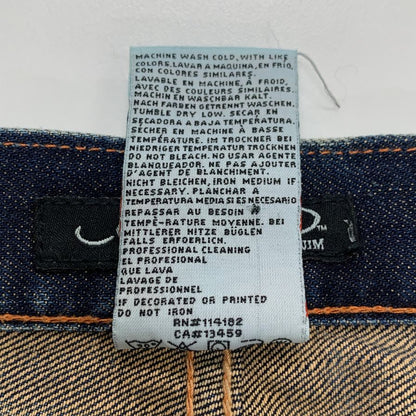 MACHINE WASH COLD, WITH LIKE
COLORS. LAVAR A MAQUINA, EN FRIO,
CON COLORES SIMILARES.
LAVABLE EN MACHINE, À FROID,
AVEC DES COULEURS SIMILAIRES.
MACHIN EN WASCHBAR KALT.
NACH FARBEN GETRENNT WASCHEN.
TUMBLE DRY LOW. SECAR EN
SECADORA A BAJA TEMPERATURA.
SÉCHER EN MACHINE À BASSE
TEMPÉRATURE. IM TROCKNER BEI
NIEDRIGER TEMPERATUR TROCKNEN
DO NOT BLEACH. NO USAR AGENTE
BLANQUEADOR. NE PAS AJOUTER
D'AGENT DE BLANCHIMENT.
NICHT BLEICHEN, IRON MEDIUM IF
NECESSARY. PLANCHAR A
TEMPERATURA MEDIA SI ES NECESARIO
REPASSAR AU BESOIN À
TEMPÉ-RATURE MOYENNE. BEI
MITTLERER HITZE BÜGLEN
FALLS ERFOERLICH.
PROFESSIONAL CLEANING
EL PROFESIONAL
QUE LAVA
LAVAGE DE
PROFESSIONNEL
IF DECORATED OR PRINTED
DO NOT IRON
RN#114182
CA#13459
TM